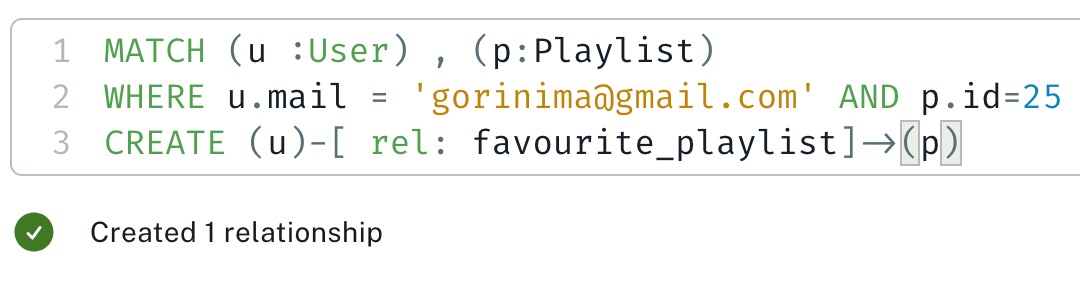 1 MATCH (u :User) , (p:Playlist)
2 WHERE u.mail = 'gorinima@gmail.com' AND p.id=25
3 CREATE (u)-[ rel: favourite_playlist]->(p)
Created 1 relationship